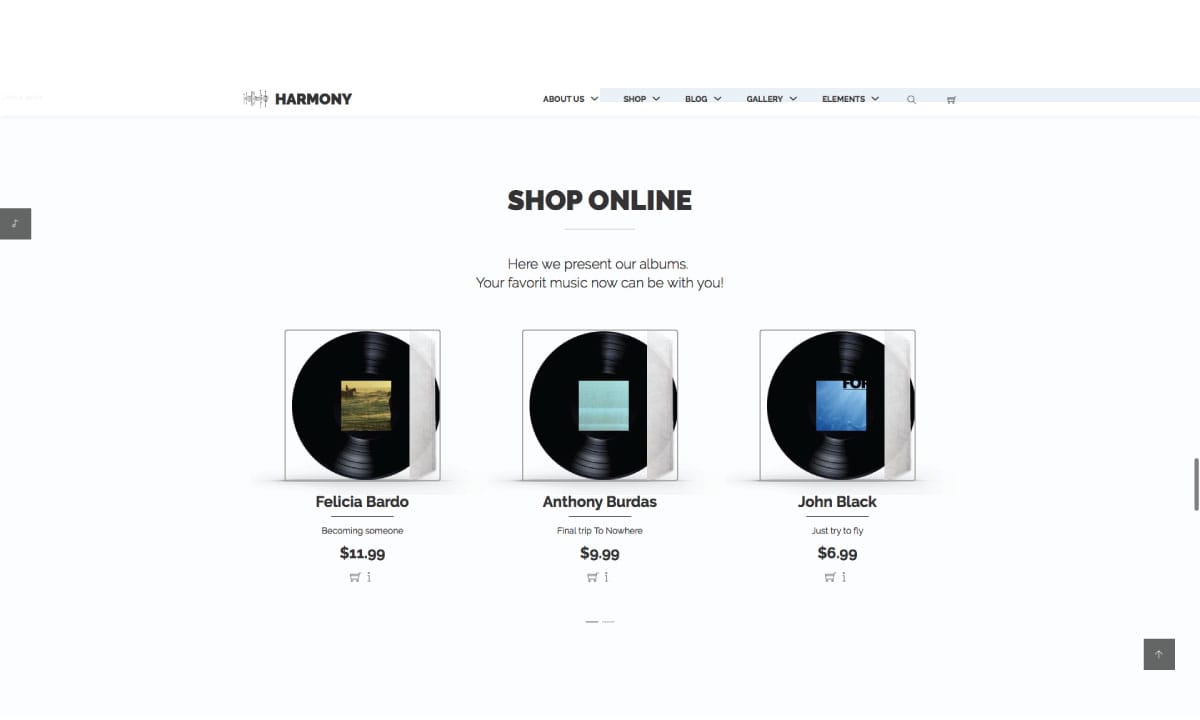 HARMONY
ABOUT US
SHOP
BLOG
GALLERY
ELEMENTS
SHOP ONLINE
Here we present our albums.
Your favorit music now can be with you!
FOR
Felicia Bardo
Anthony Burdas
John Black
Becoming someone
Final trip To Nowhere
Just try to fly
$11.99
$9.99
$6.99